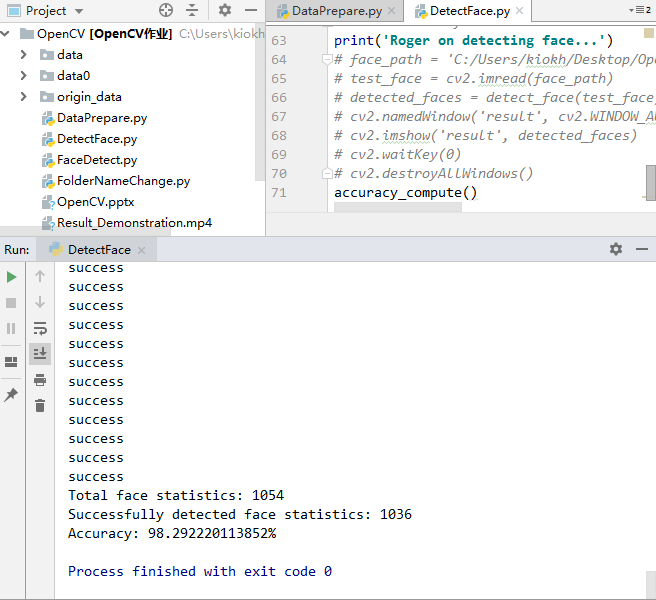 Project
DataPrepare.py
DetectFace.py
2
OpenCV [OpenCV作业] C:\Users\kiokh
data
data0
origin_data
DataPrepare.py
DetectFace.py
FaceDetect.py
FolderNameChange.py
OpenCV.pptx
Result_Demonstration.mp4
63 print('Roger on detecting face...')
64 # face_path = 'C:/Users/kiokh/Desktop/Ope
65 # test_face = cv2.imread(face_path)
66 # detected_faces = detect_face(test_face
67 # cv2.namedWindow('result', cv2.WINDOW_AU
68 # cv2.imshow('result', detected_faces)
69 # cv2.waitKey(0)
70 # cv2.destroyAllWindows()
71 accuracy_compute()
Run: DetectFace
success
success
success
success
success
success
success
success
success
success
success
success
Total face statistics: 1054
Successfully detected face statistics: 1036
Accuracy: 98.292220113852%
Process finished with exit code 0